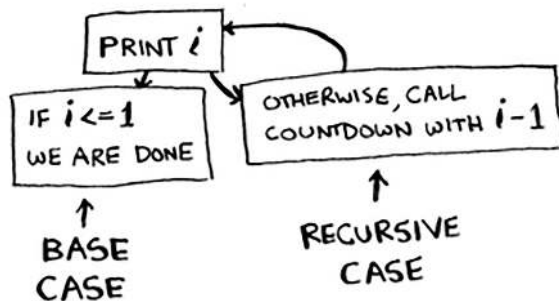 PRINT i
IF i<=1
WE ARE DONE
OTHERWISE, CALL
COUNTDOWN WITH i-1
BASE
CASE
RECURSIVE
CASE